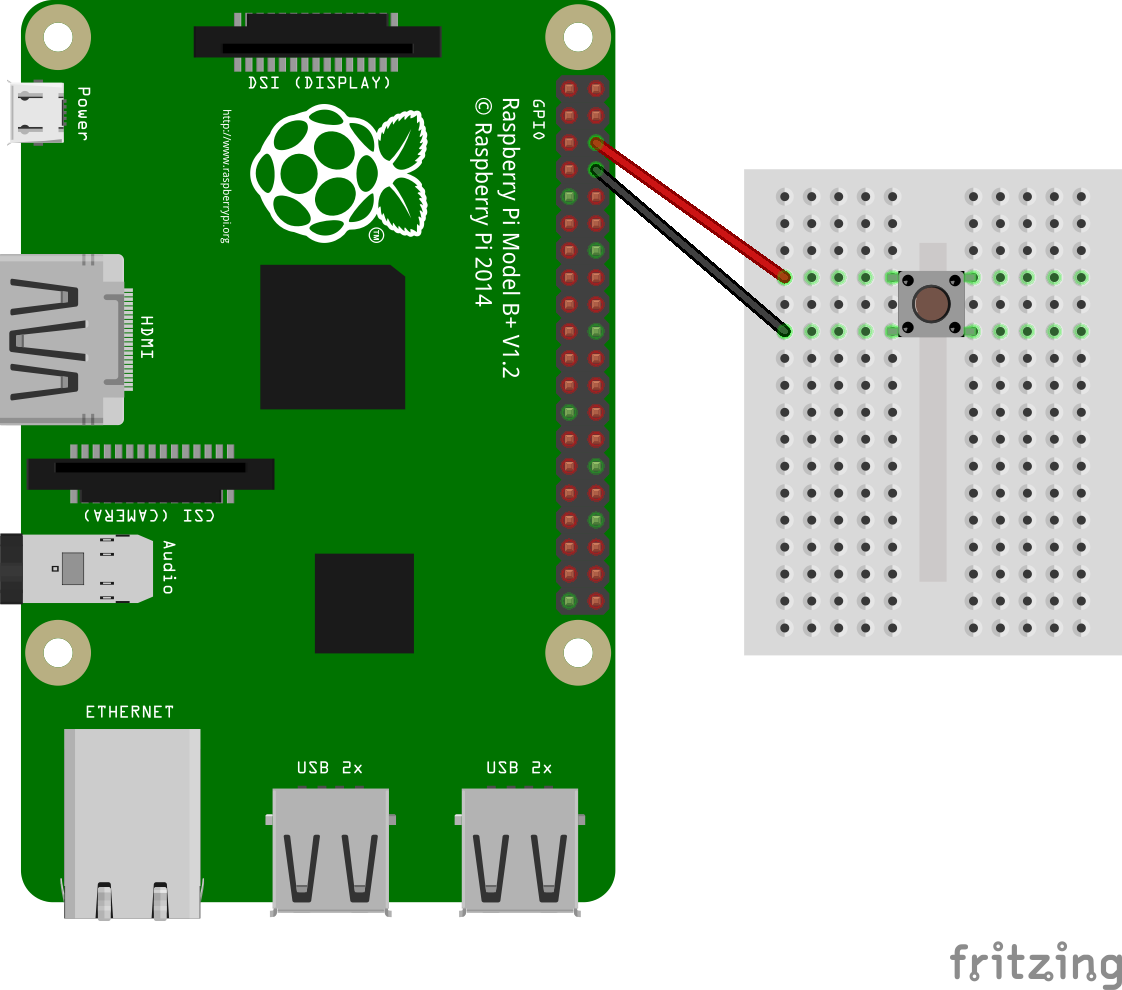 DSI (DISPLAY)
Power
http://www.raspberrypi.org
TM
GPIO
Raspberry Pi Model B+ V1.2
© Raspberry Pi 2014
HDMI
CSI (CAMERA)
Audio
ETHERNET
USB 2x
USB 2x
fritzing